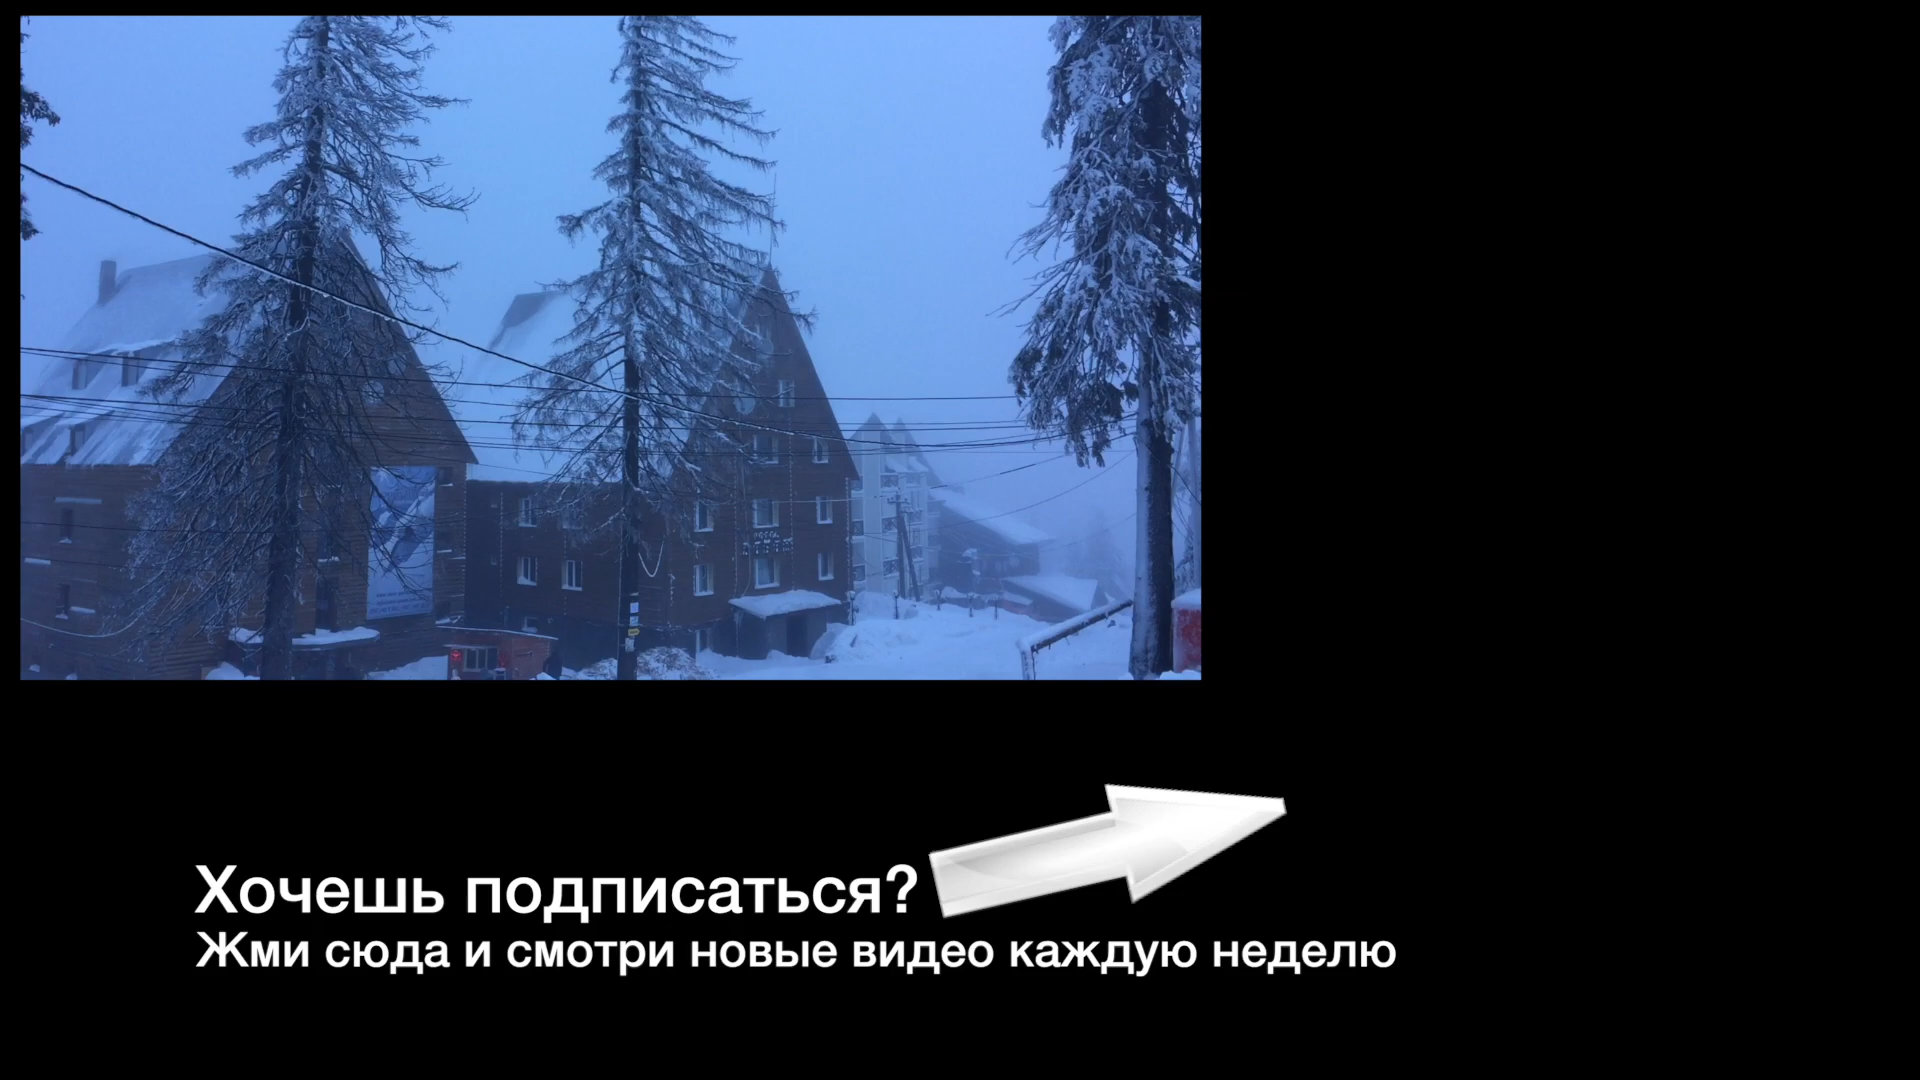 Хочешь подписаться?
Жми сюда и смотри новые видео каждую неделю